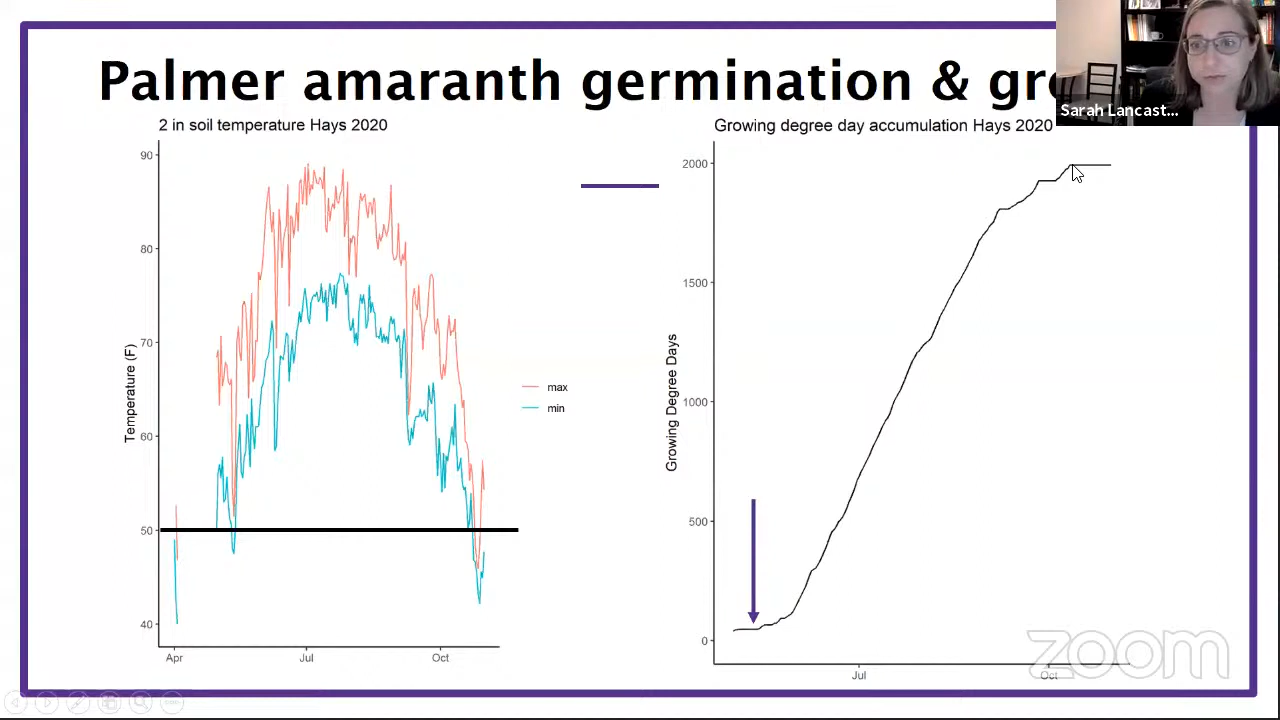 Palmer amaranth germination & gro
Sarah Lancast...
2 in soil temperature Hays 2020
90
80
70
60
50
40
Temperature (F)
Apr
Jul
Oct
max
min
Growing degree day accumulation Hays 2020
2000
1500
1000
500
0
Growing Degree Days
Jul
Oct
zoom